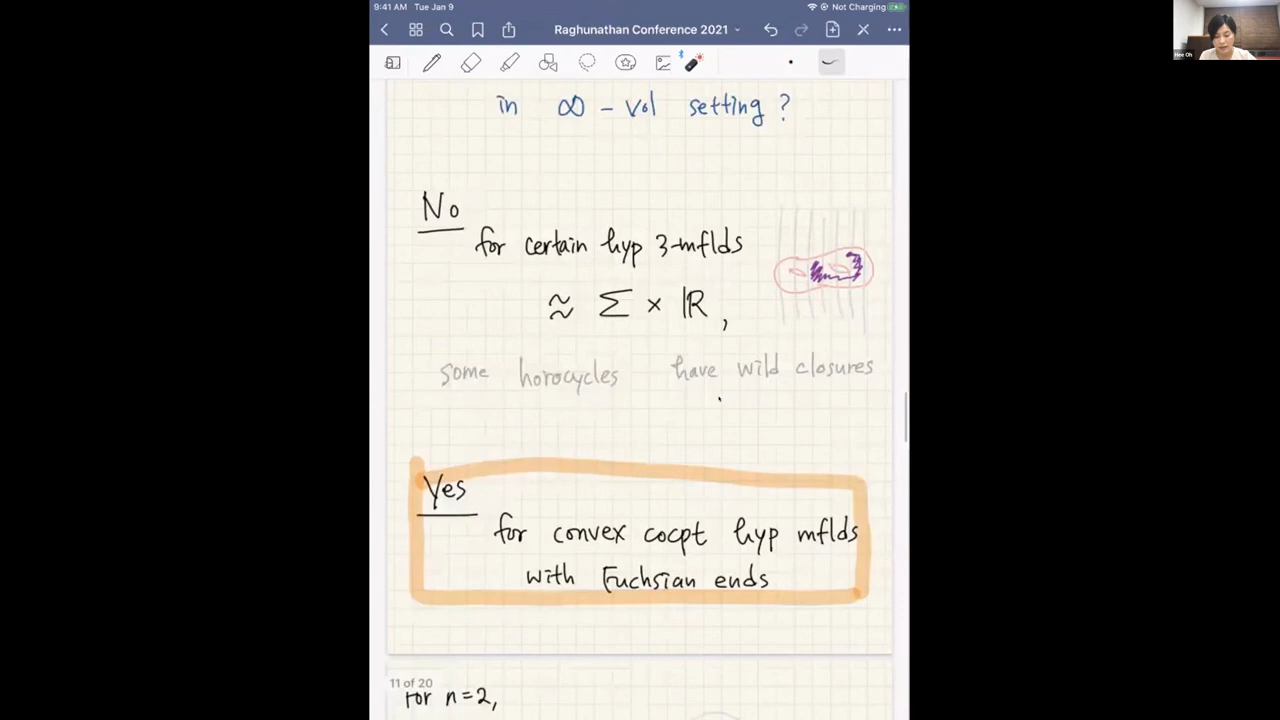 9:41 AM Tue Jan 9
Not Charging
Raghunathan Conference 2021
Hee Oh
in ∞ - vol setting ?
No
for certain hyp 3-mflds
≈ Σ × ℝ,
some horocycles have wild closures
Yes
for convex cocpt hyp mflds
with Fuchsian ends
11 of 20
For n=2,